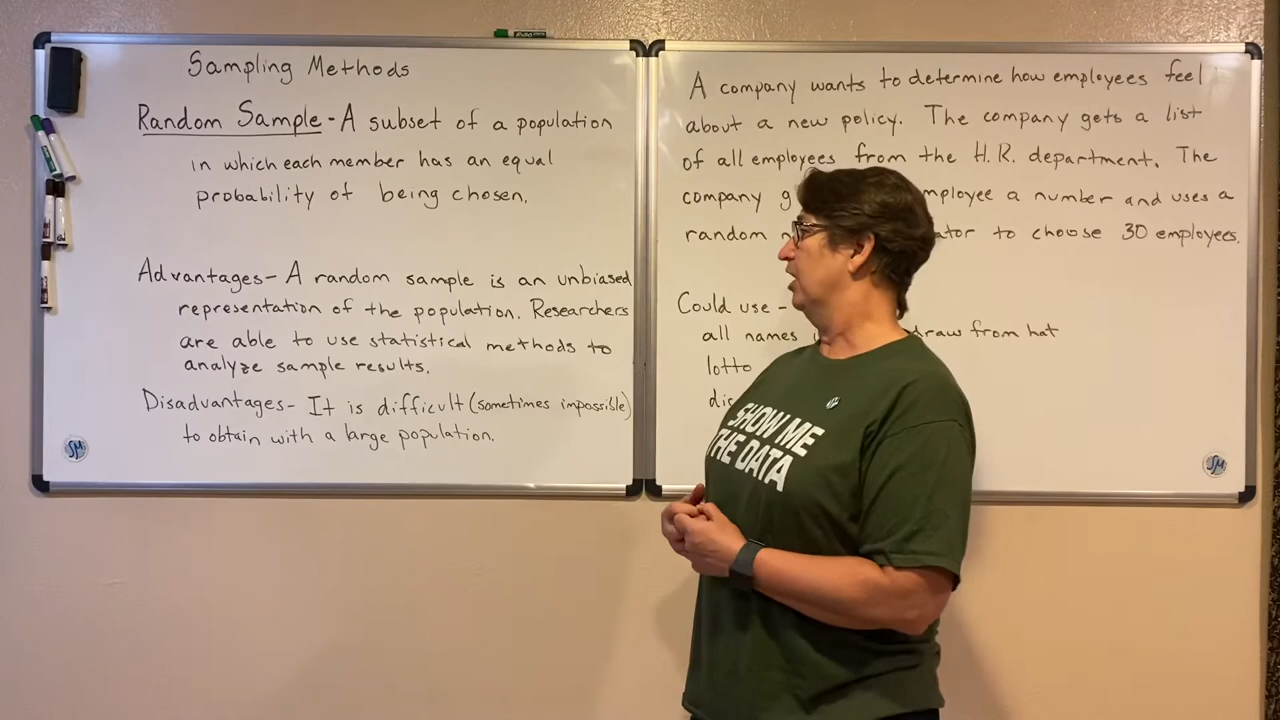 Sampling Methods
Random Sample - A subset of a population
in which each member has an equal
probability of being chosen.
Advantages - A random sample is an unbiased
representation of the population. Researchers
are able to use statistical methods to
analyze sample results.
Disadvantages - It is difficult (sometimes impossible)
to obtain with a large population.
A company wants to determine how employees feel
about a new policy. The company gets a list
of all employees from the H.R. department. The
company employee a number and uses a
random to choose 30 employees.
Could use -
all names draw from hat
lotto
SHOW ME
THE DATA
SM
SM